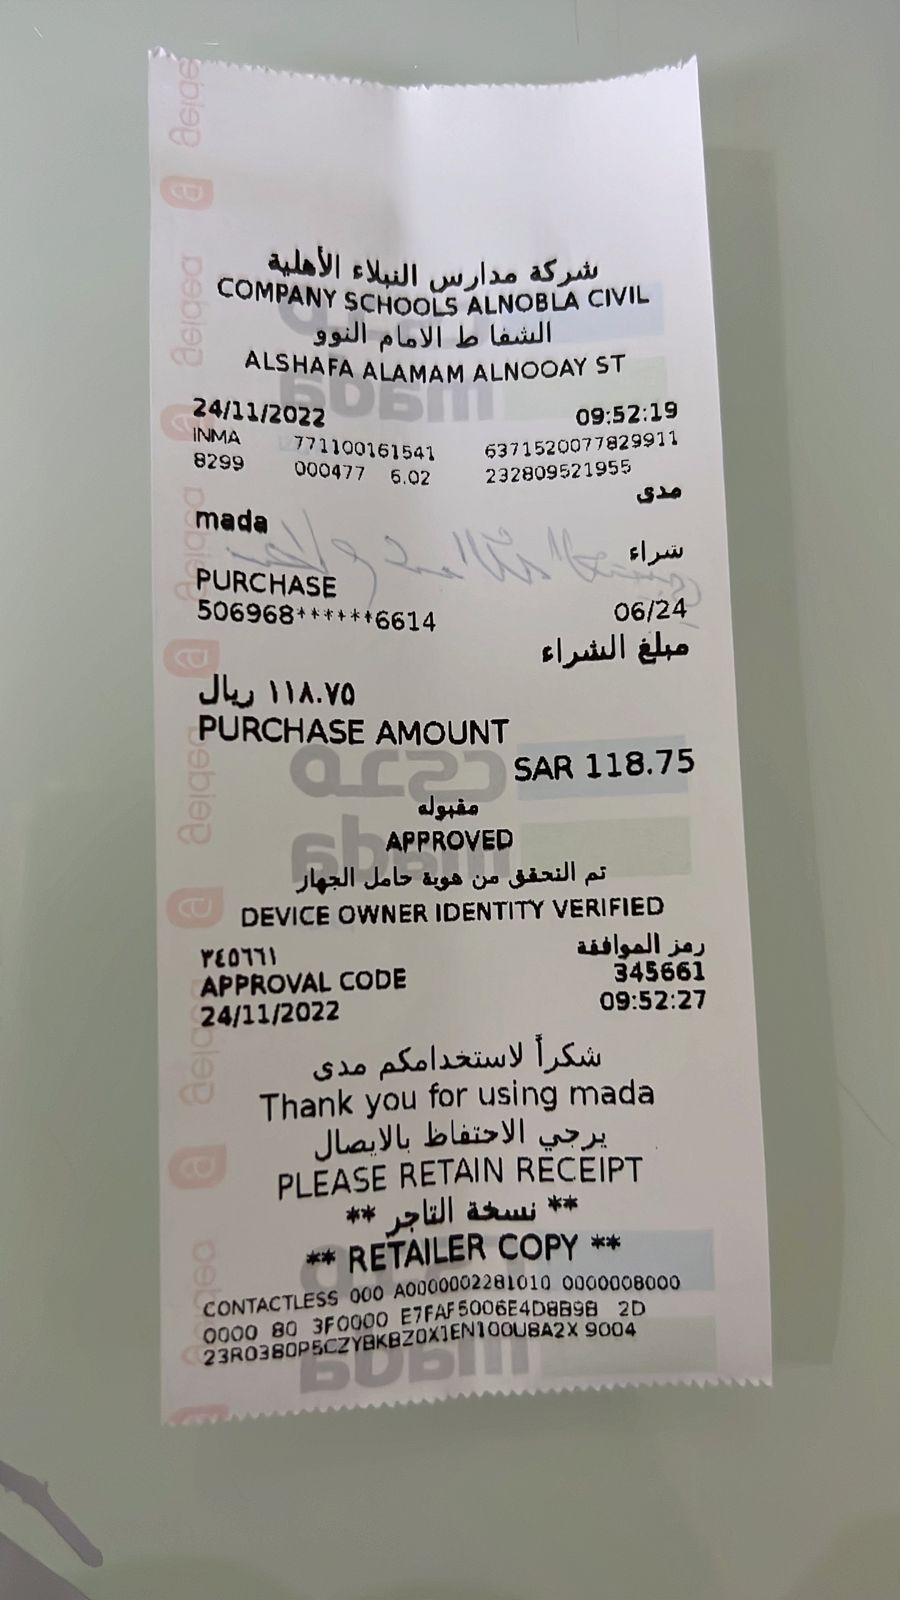 شركة مدارس النبلاء الأهلية
COMPANY SCHOOLS ALNOBLA CIVIL
الشفا ط الامام النوو
ALSHAFA ALAMAM ALNOOAY ST
24/11/2022 09:52:19
INMA 771100161541 6371520077829911
8299 000477 6.02 232809521955
مدى
mada
شراء
PURCHASE
506968******6614 06/24
مبلغ الشراء
١١٨.٧٥ ريال
PURCHASE AMOUNT
SAR 118.75
مقبوله
APPROVED
تم التحقق من هوية حامل الجهاز
DEVICE OWNER IDENTITY VERIFIED
رمز الموافقة ٣٤٥٦٦١
APPROVAL CODE 345661
24/11/2022 09:52:27
شكراً لاستخدامكم مدى
Thank you for using mada
يرجي الاحتفاظ بالايصال
PLEASE RETAIN RECEIPT
** نسخة التاجر **
** RETAILER COPY **
CONTACTLESS 000 A0000002281010 0000008000
0000 80 3F0000 E7FAF5006E4D8B9B 2D
23R0380P5CZYBKBZ0X1EN100U8A2X 9004